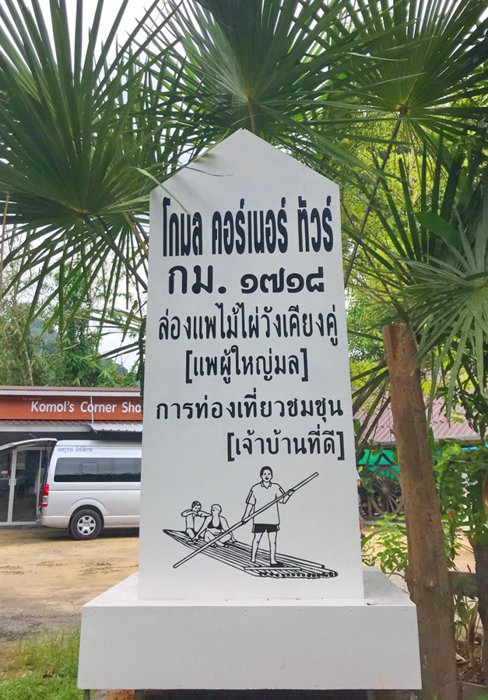 โกมล คอร์เนอร์ ทัวร์
กม. ๑๗๑๘
ล่องแพไม้ไผ่วังเคียงคู่
[แพผู้ใหญ่มล]
การท่องเที่ยวชุมชน
[เจ้าบ้านที่ดี]
Komol's Corner Sho